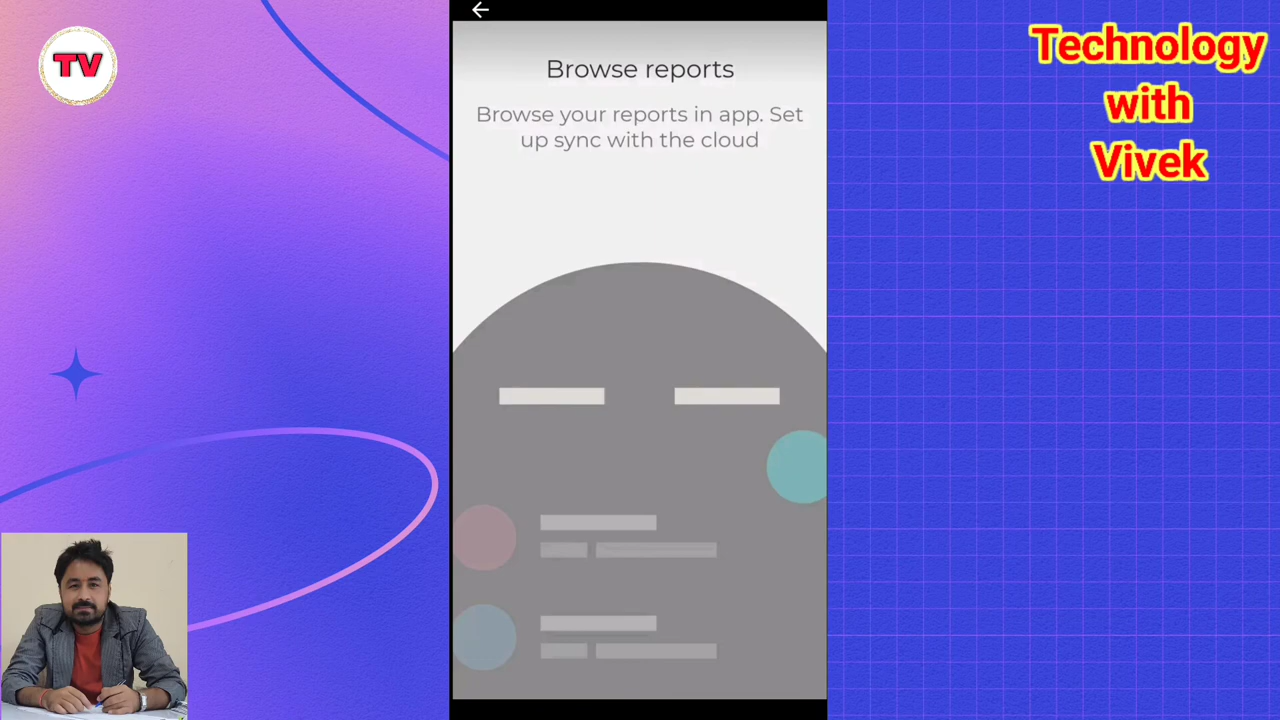 TV
Browse reports
Browse your reports in app. Set
up sync with the cloud
Technology
with
Vivek